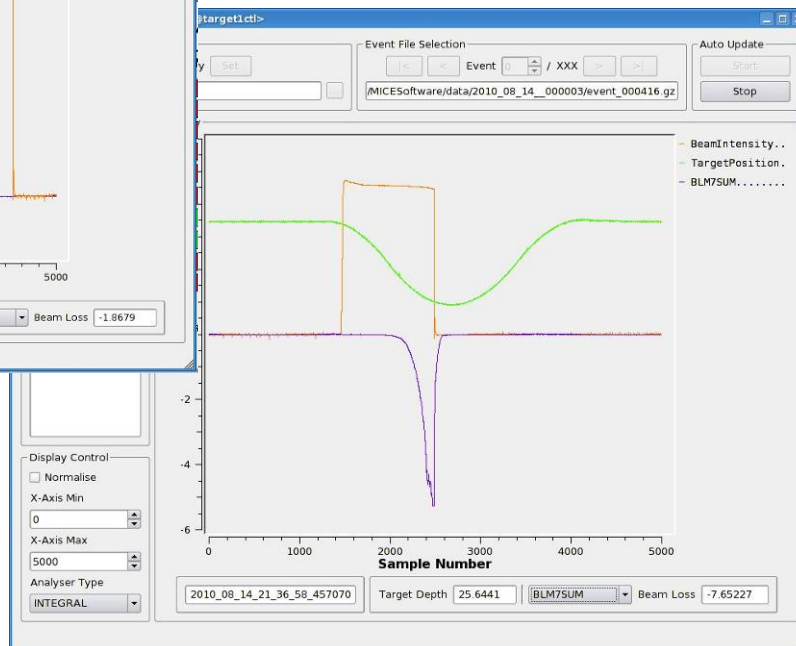 @target1ctl>
Event File Selection
Auto Update
y Set
|< < Event 0 / XXX > >|
Start
/MICESoftware/data/2010_08_14__000003/event_000416.gz
Stop
BeamIntensity..
TargetPosition.
BLM7SUM........
5000
Beam Loss -1.8679
-2
-4
-6
0 1000 2000 3000 4000 5000
Sample Number
Display Control
Normalise
X-Axis Min
0
X-Axis Max
5000
Analyser Type
INTEGRAL
2010_08_14_21_36_58_457070
Target Depth 25.6441
BLM7SUM
Beam Loss -7.65227